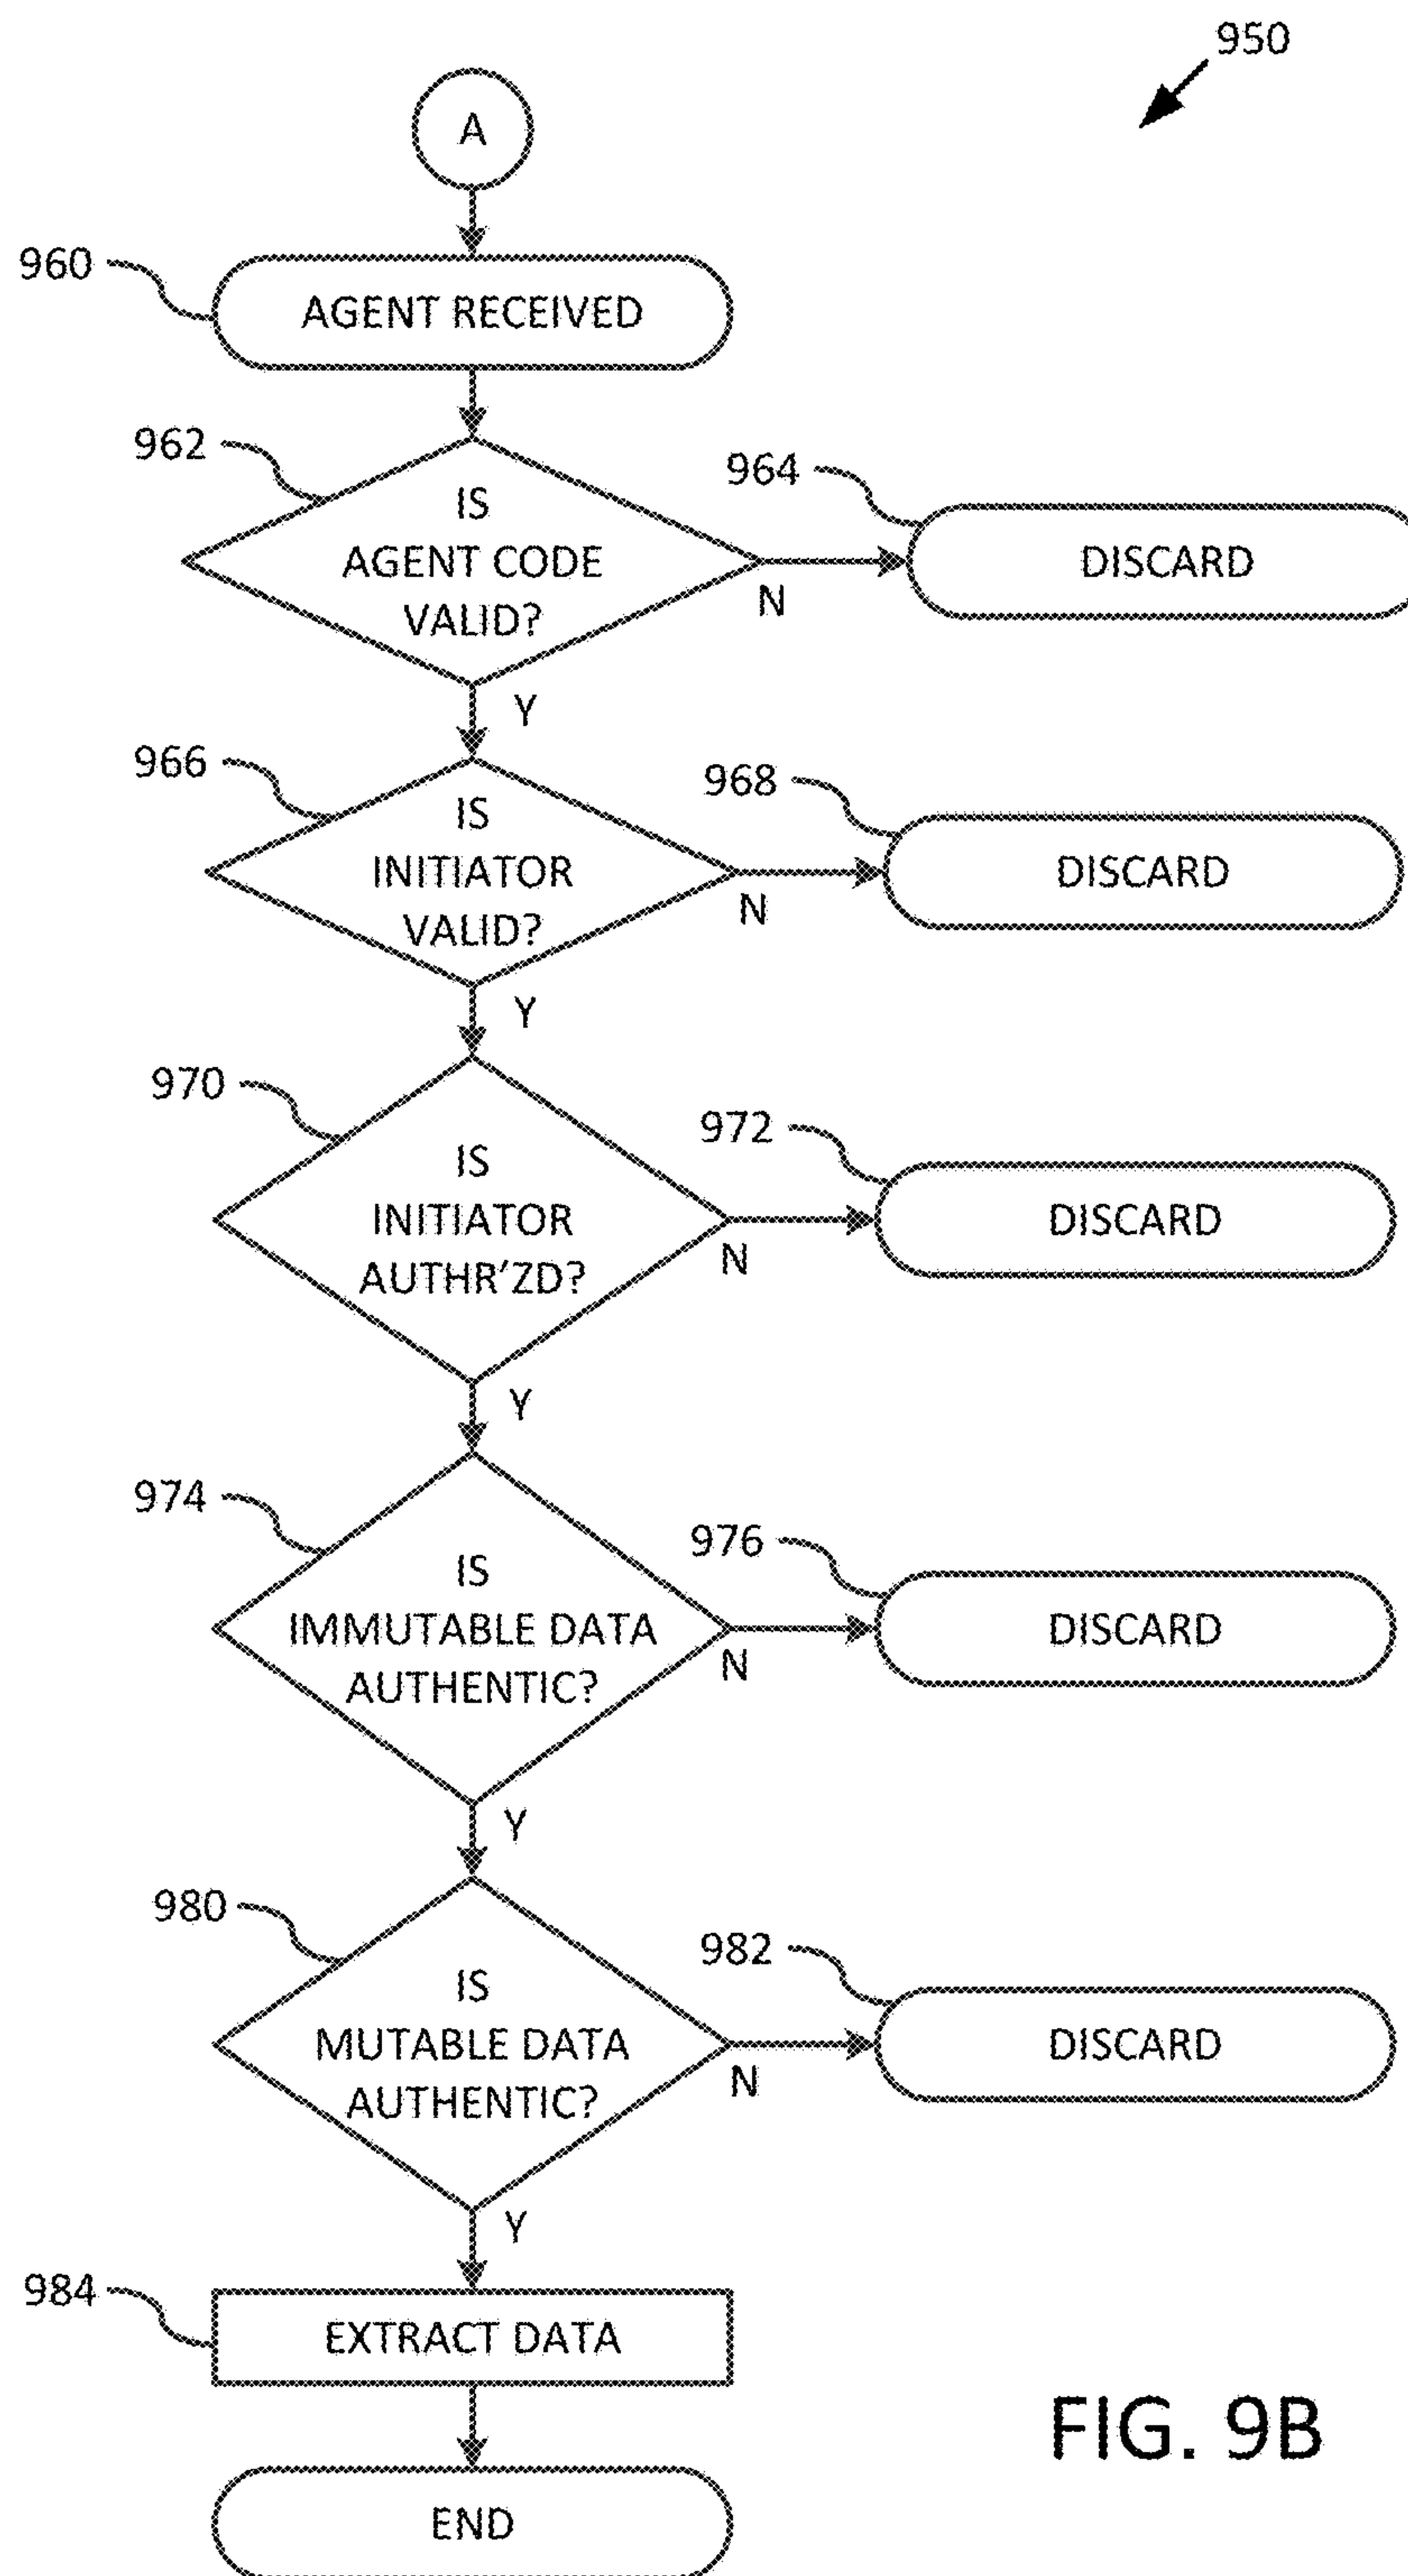 950
A
960
AGENT RECEIVED
962
IS
AGENT CODE
VALID?
N
964
DISCARD
Y
966
IS
INITIATOR
VALID?
N
968
DISCARD
Y
970
IS
INITIATOR
AUTHR'ZD?
N
972
DISCARD
Y
974
IS
IMMUTABLE DATA
AUTHENTIC?
N
976
DISCARD
Y
980
IS
MUTABLE DATA
AUTHENTIC?
N
982
DISCARD
Y
984
EXTRACT DATA
END
FIG. 9B